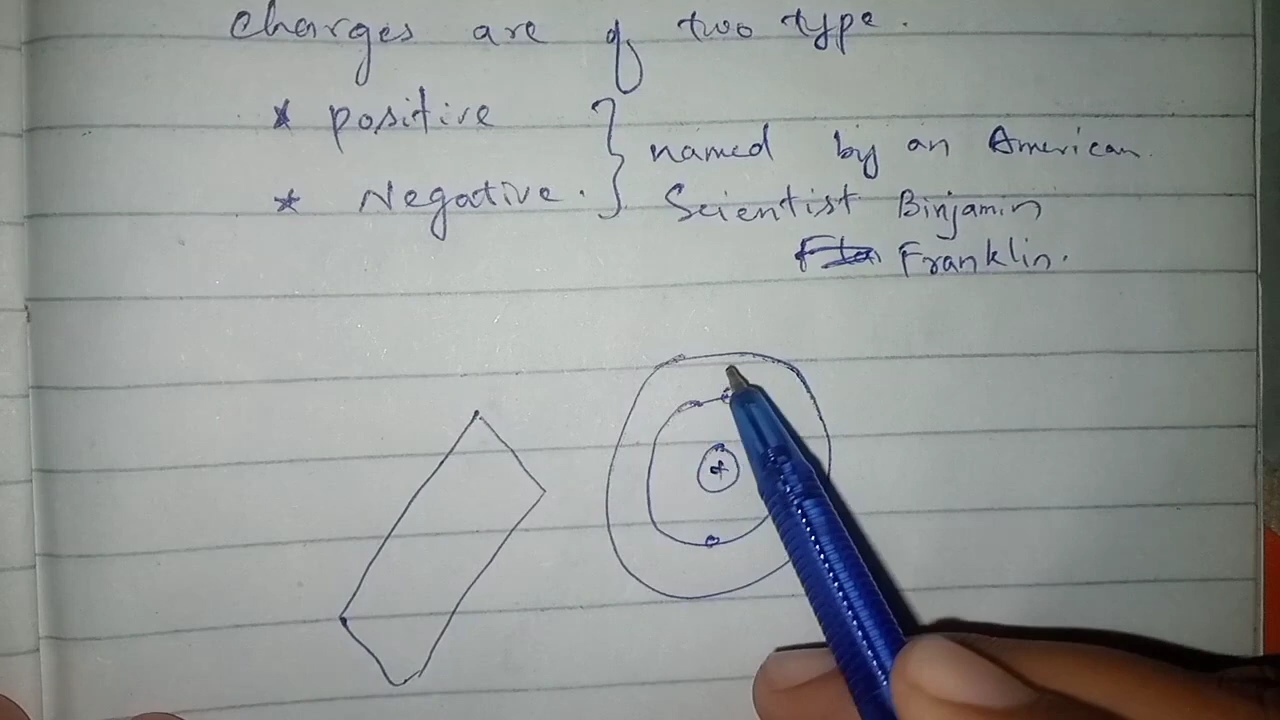 Charges are of two type.
* positive
named by an American.
* Negative.
Scientist Binjamin
Franklin.
+